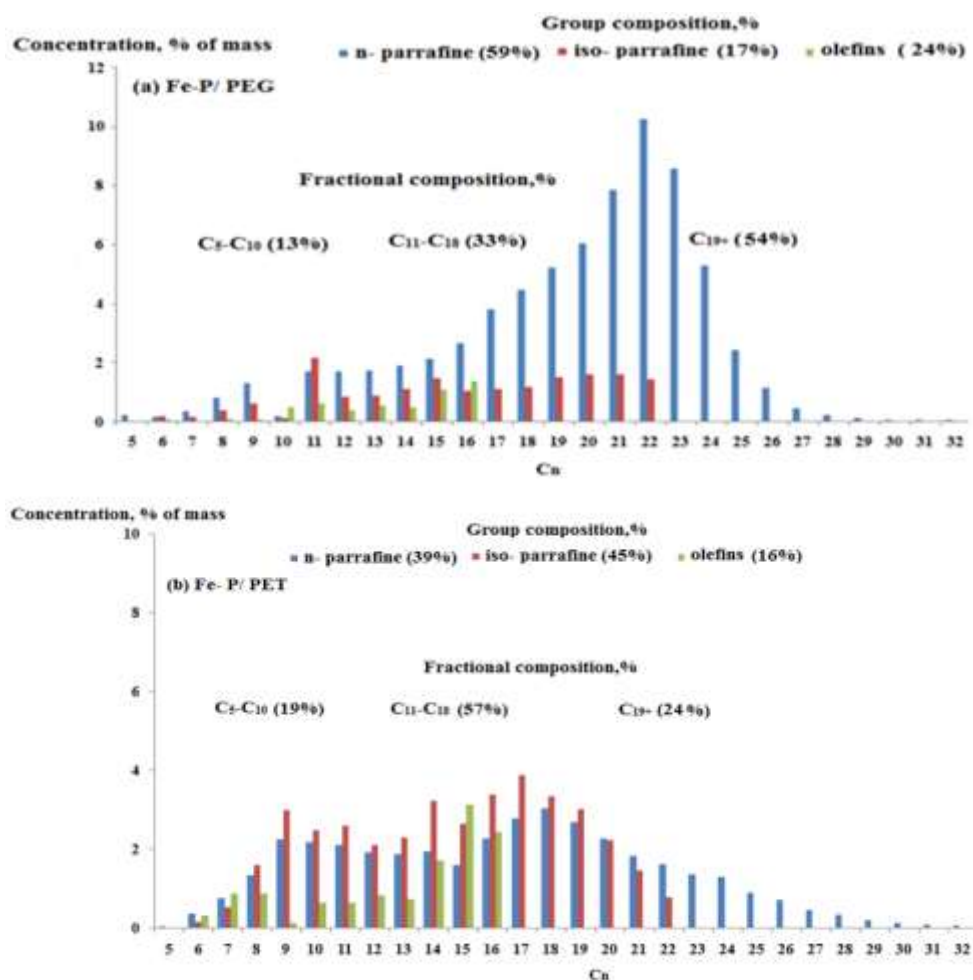 Group composition,%
Concentration, % of mass
n- parrafine (59%) iso- parrafine (17%) olefins ( 24%)
12
(a) Fe-P/ PEG
10
8
Fractional composition,%
6
C5-C10 (13%) C11-C18 (33%) C19+ (54%)
4
2
0
5 6 7 8 9 10 11 12 13 14 15 16 17 18 19 20 21 22 23 24 25 26 27 28 29 30 31 32
Cn
Concentration, % of mass
10
Group composition,%
n- parrafine (39%) iso- parrafine (45%) olefins (16%)
(b) Fe- P/ PET
8
Fractional composition,%
6
C5-C10 (19%) C11-C18 (57%) C19+ (24%)
4
2
0
5 6 7 8 9 10 11 12 13 14 15 16 17 18 19 20 21 22 23 24 25 26 27 28 29 30 31 32
Cn